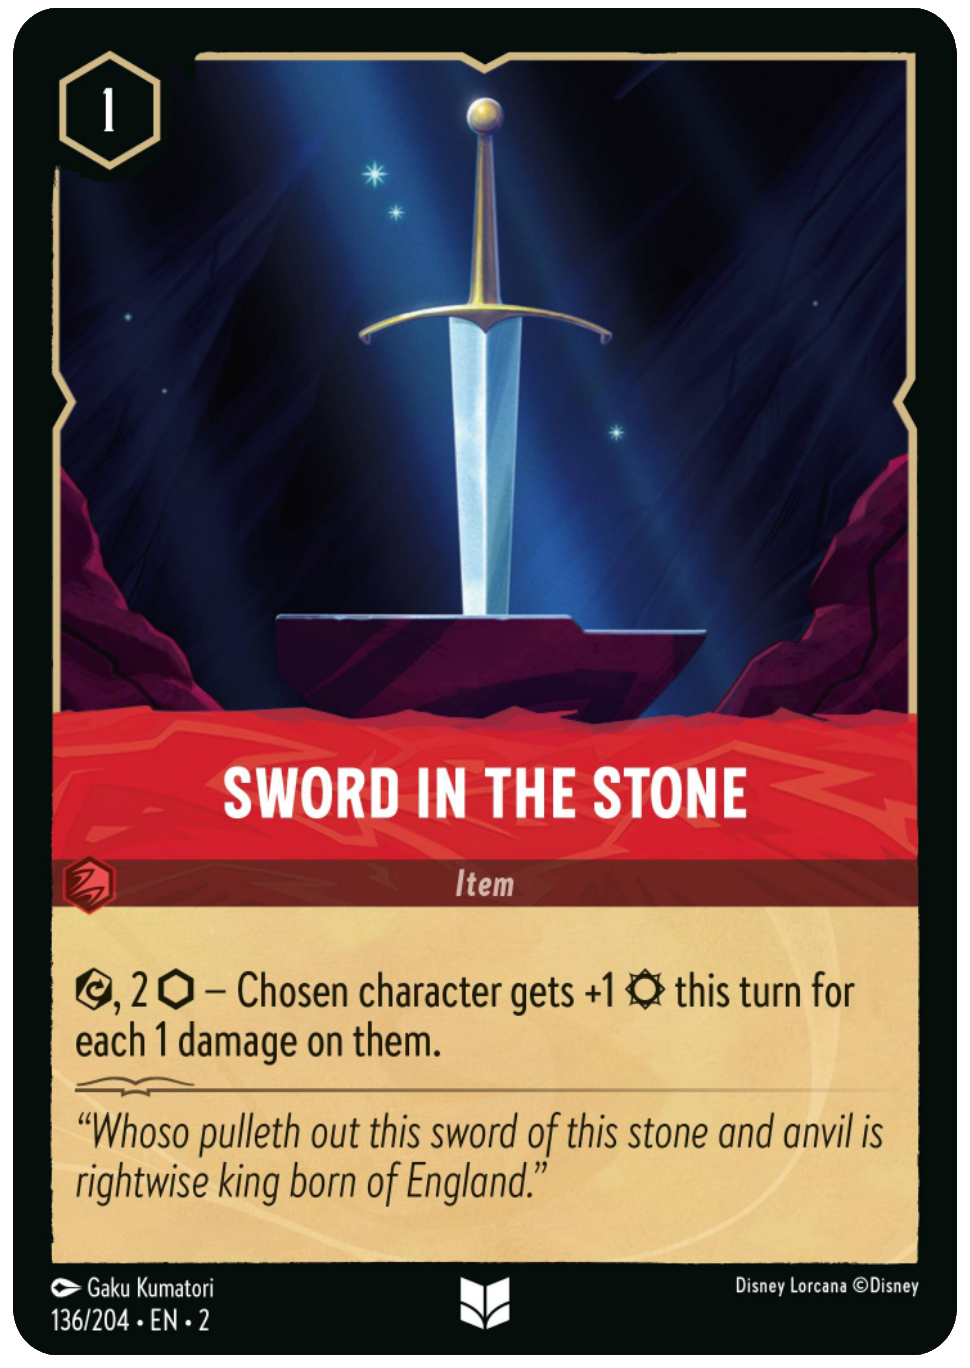 1
SWORD IN THE STONE
Item
, 2 – Chosen character gets +1 this turn for
each 1 damage on them.
“Whoso pulleth out this sword of this stone and anvil is
rightwise king born of England.”
Gaku Kumatori
Disney Lorcana ©Disney
136/204 • EN • 2